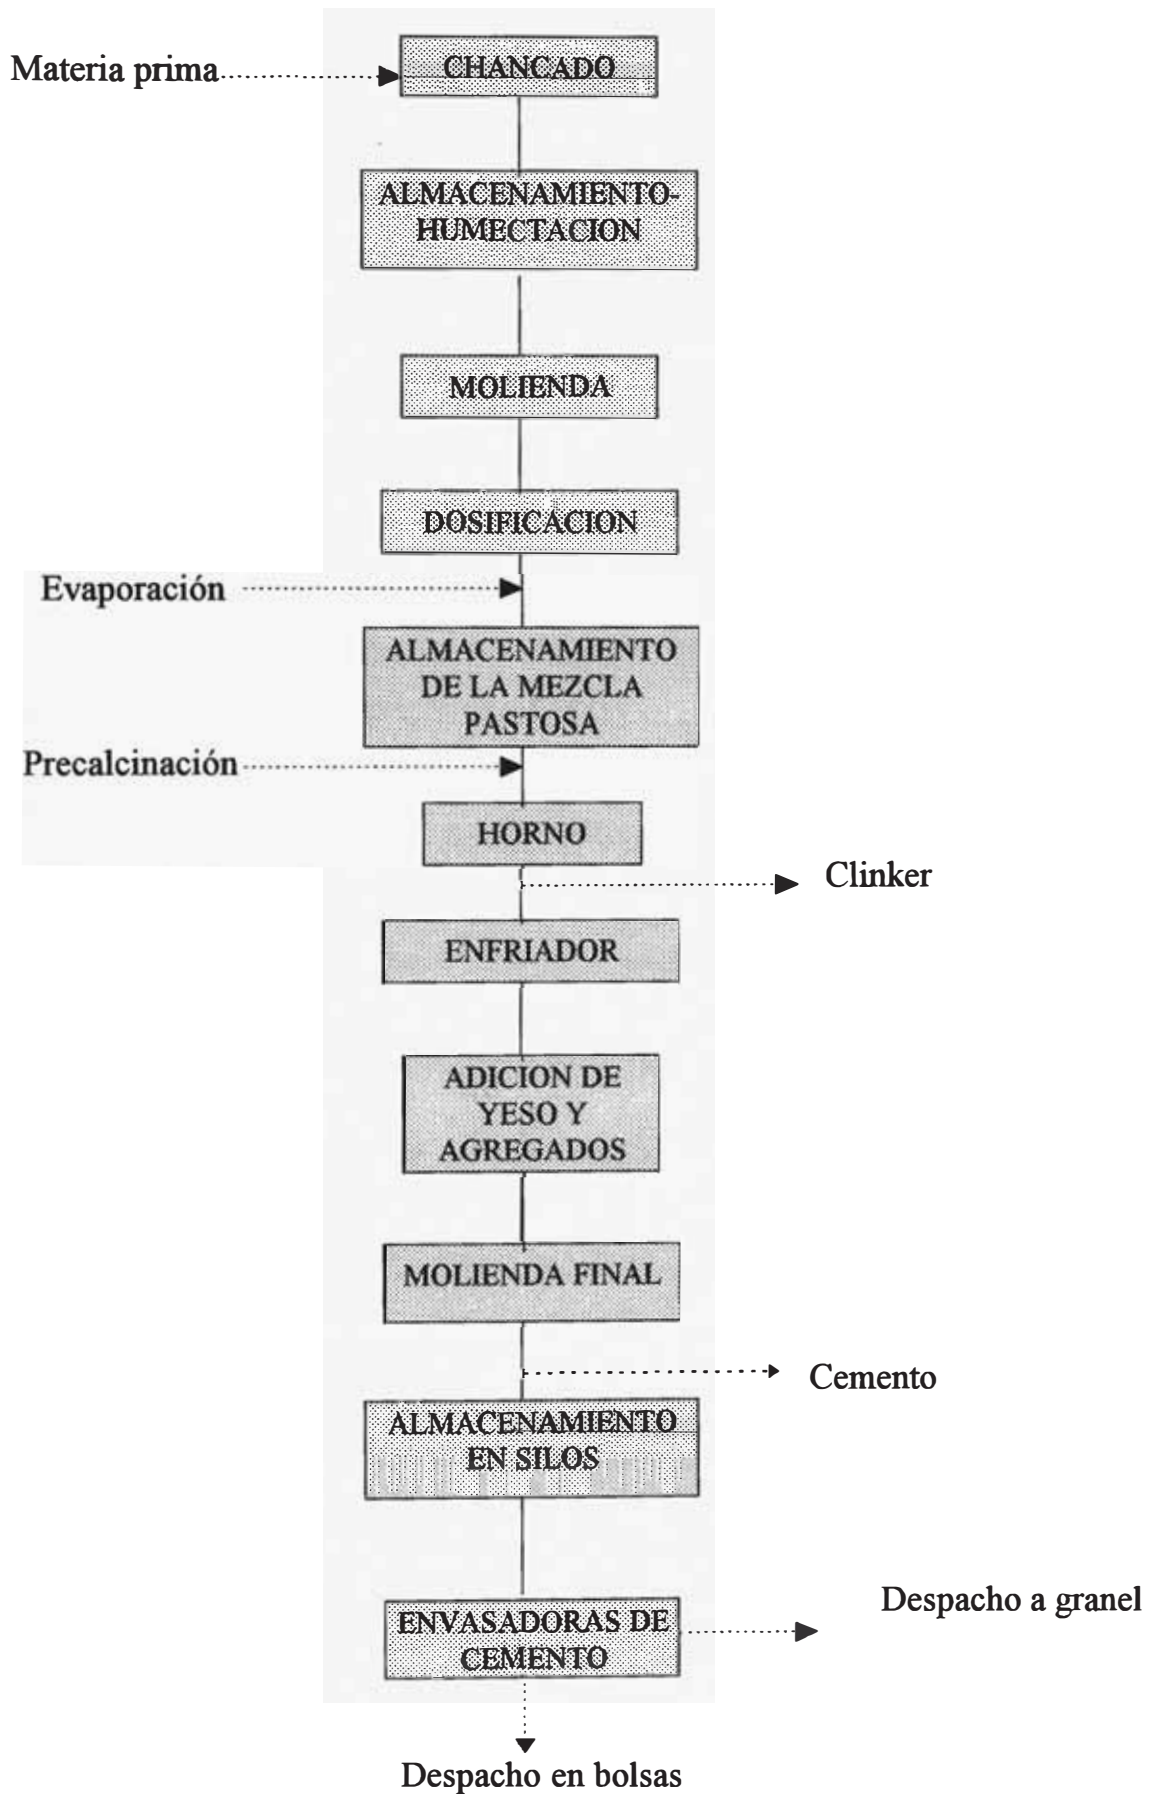 Materia prima
CHANCADO
ALMACENAMIENTO-
HUMECTACION
MOLIENDA
DOSIFICACION
Evaporación
ALMACENAMIENTO
DE LA MEZCLA
PASTOSA
Precalcinación
HORNO
Clinker
ENFRIADOR
ADICION DE
YESO Y
AGREGADOS
MOLIENDA FINAL
Cemento
ALMACENAMIENTO
EN SILOS
Despacho a granel
ENVASADORAS DE
CEMENTO
Despacho en bolsas